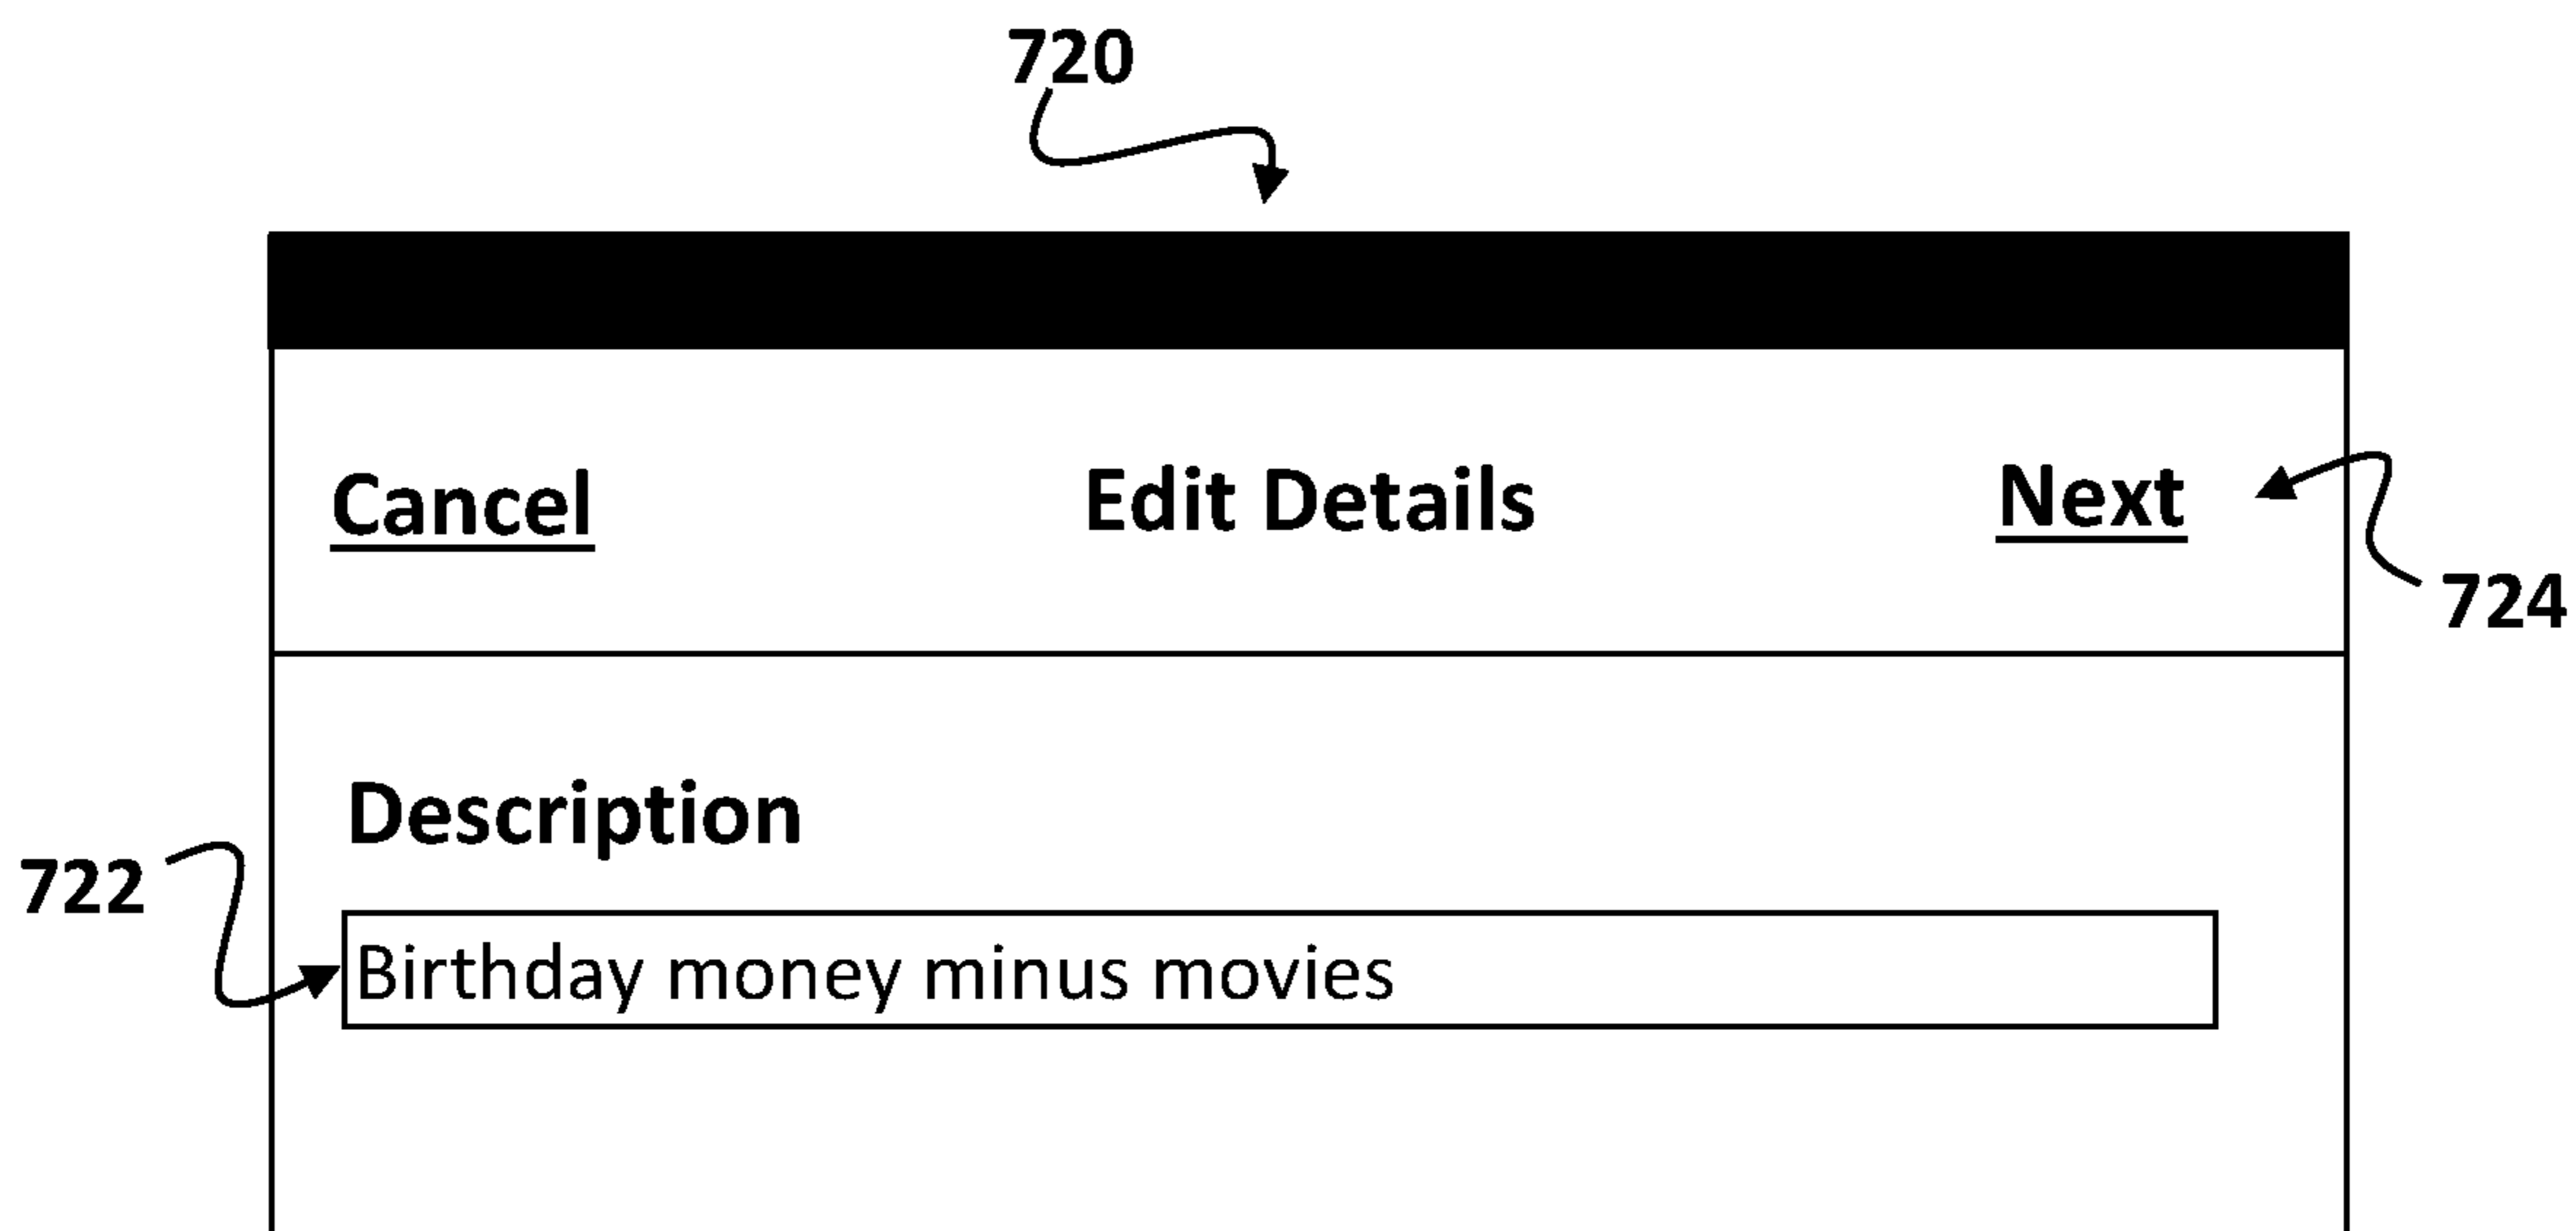 720
Cancel Edit Details Next
724
Description
722
Birthday money minus movies